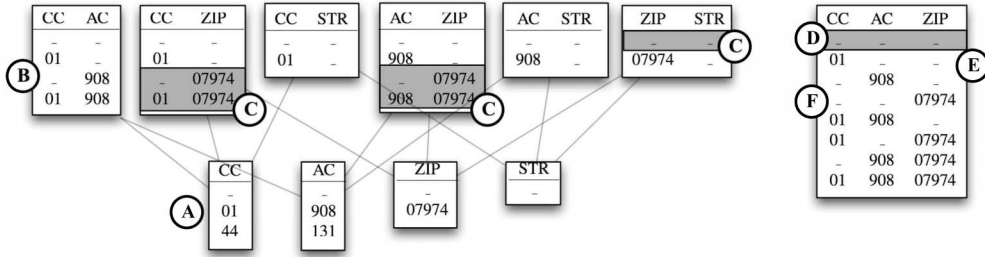 CC AC
_ _
01 _
_ 908
01 908
B
CC ZIP
_ _
01 _
_ 07974
01 07974
C
CC STR
_ _
01 _
AC ZIP
_ _
908 _
_ 07974
908 07974
C
AC STR
_ _
908 _
ZIP STR
_ _
07974 _
C
CC AC ZIP
D
_ _ _
01 _ _
E
_ 908 _
F
_ _ 07974
01 908 _
01 _ 07974
_ 908 07974
01 908 07974
A
CC
_
01
44
AC
_
908
131
ZIP
_
07974
STR
_